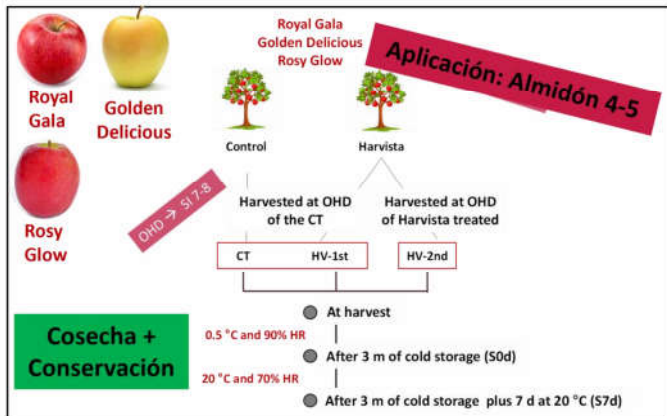 Royal Gala
Golden Delicious
Rosy Glow
Aplicación: Almidón 4-5
Royal
Gala
Golden
Delicious
Rosy
Glow
Control
Harvista
OHD → SI 7-8
Harvested at OHD
of the CT
Harvested at OHD
of Harvista treated
CT
HV-1st
HV-2nd
Cosecha +
Conservación
At harvest
0.5 °C and 90% HR
After 3 m of cold storage (S0d)
20 °C and 70% HR
After 3 m of cold storage plus 7 d at 20 °C (S7d)